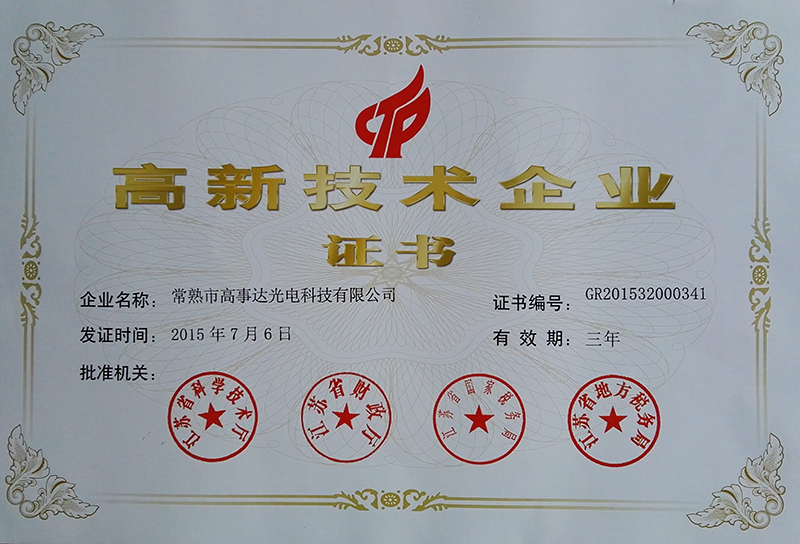 高新技术企业
证书
企业名称： 常熟市高事达光电科技有限公司
证书编号： GR201532000341
发证时间： 2015年7月6日
有效期： 三年
批准机关：
江苏省科学技术厅
江苏省财政厅
江苏省国家税务局
江苏省地方税务局